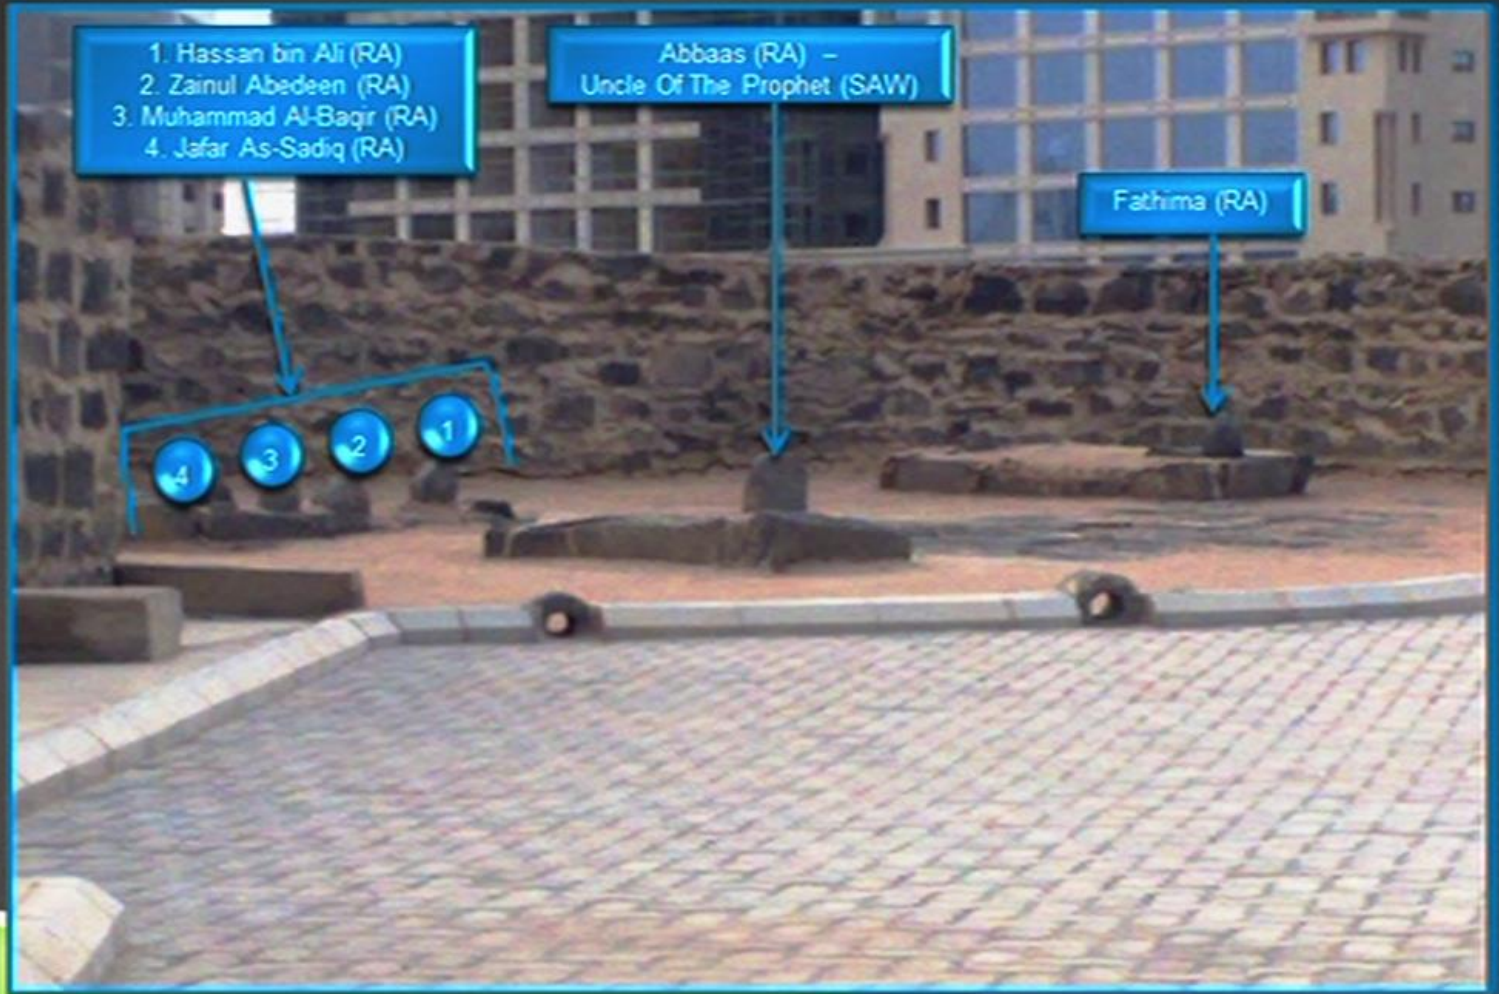 1. Hassan bin Ali (RA)
2. Zainul Abedeen (RA)
3. Muhammad Al-Baqir (RA)
4. Jafar As-Sadiq (RA)
Abbaas (RA) –
Uncle Of The Prophet (SAW)
Fathima (RA)
4
3
2
1